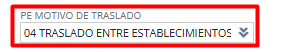 PE MOTIVO DE TRASLADO
04 TRASLADO ENTRE ESTABLECIMIENTOS